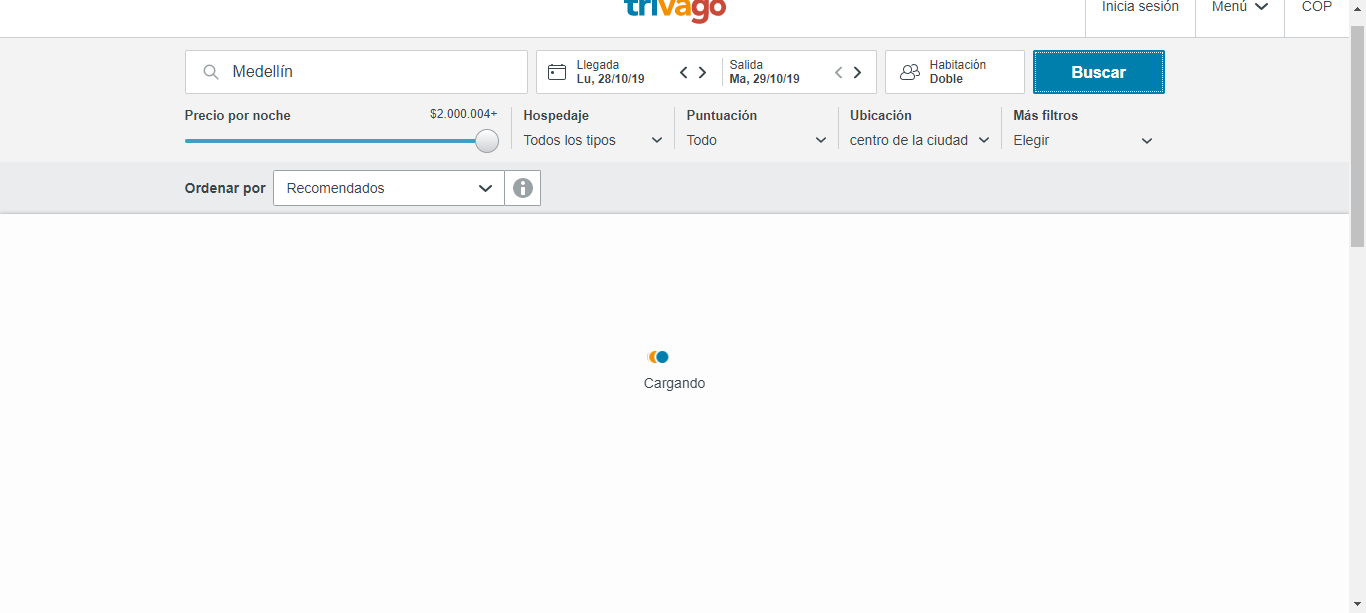 trivago
Inicia sesión
Menú
COP
Medellín
Llegada
Lu, 28/10/19
Salida
Ma, 29/10/19
Habitación
Doble
Buscar
Precio por noche
$2.000.004+
Hospedaje
Todos los tipos
Puntuación
Todo
Ubicación
centro de la ciudad
Más filtros
Elegir
Ordenar por
Recomendados
Cargando